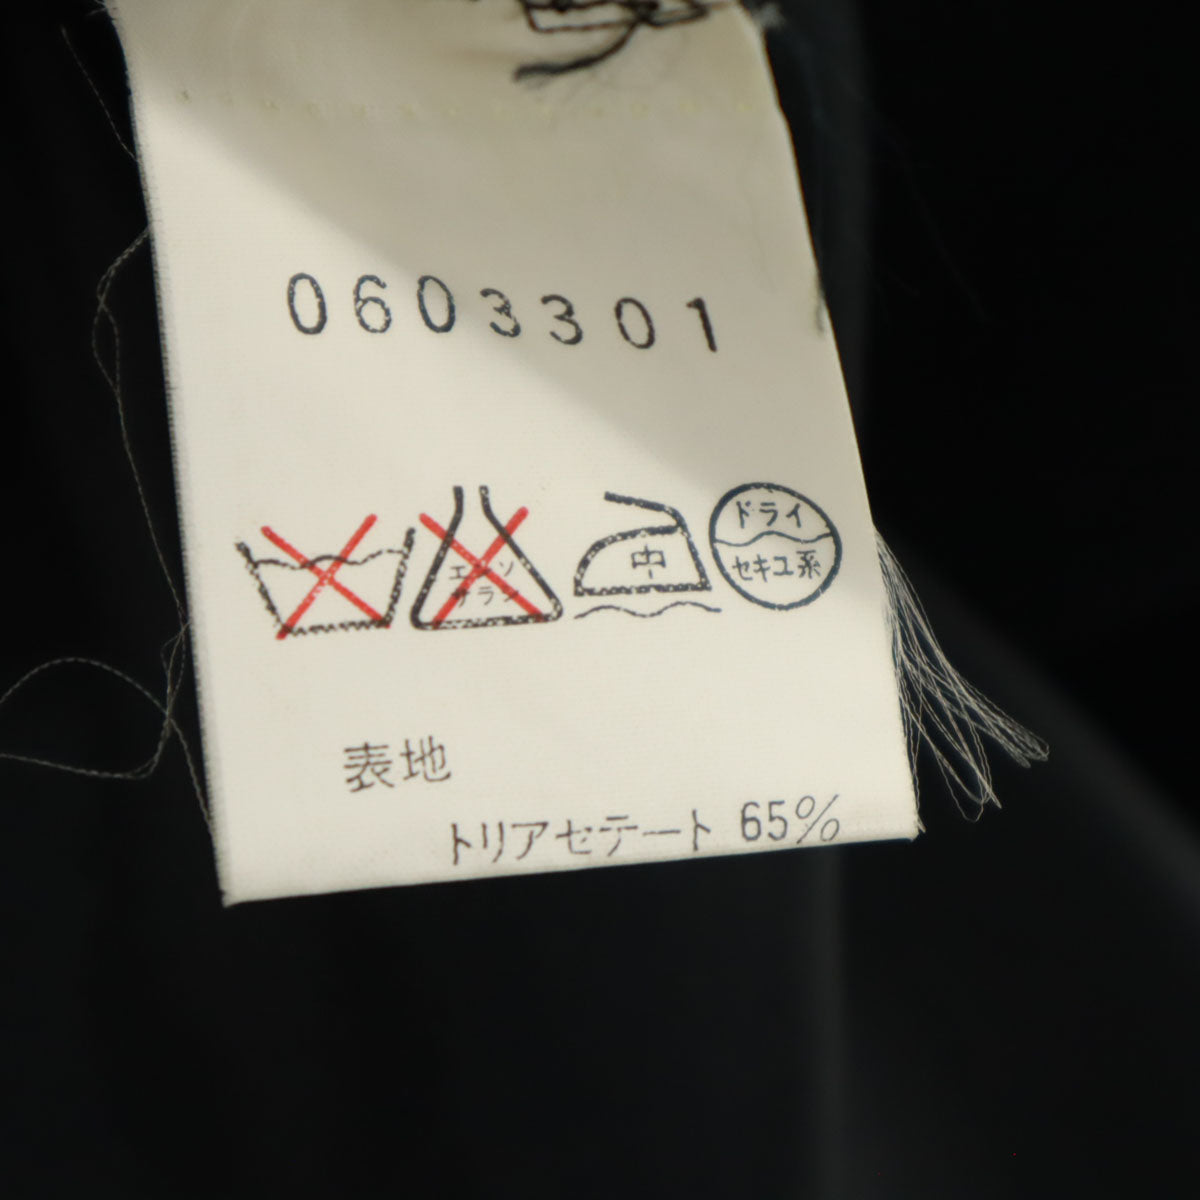 0603301
エンソ サラシ 中 ドライ セキユ系
表地
トリアセテート 65%